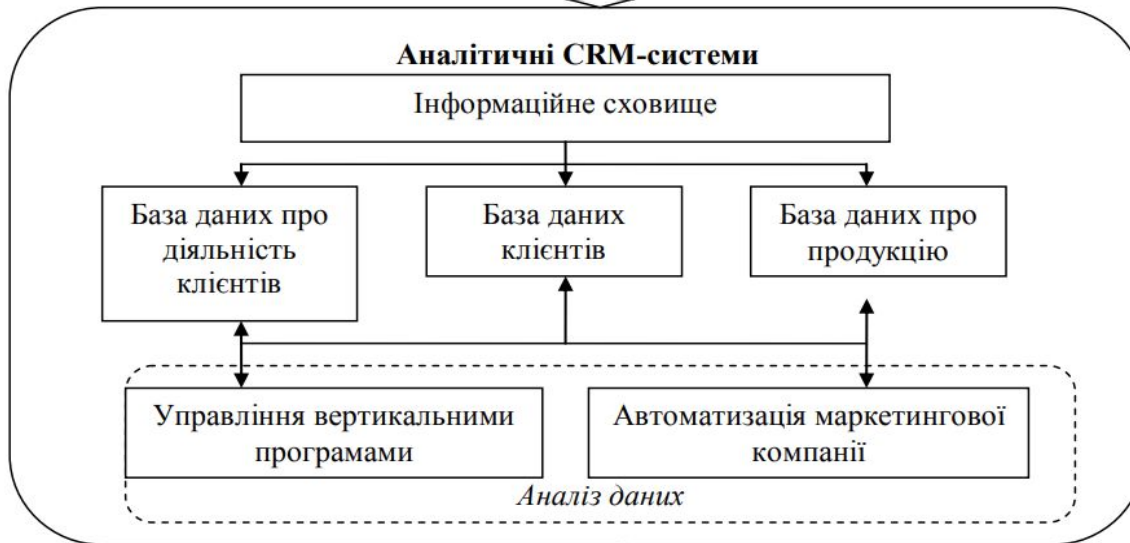 Аналітичні CRM-системи
Інформаційне сховище
База даних про
діяльність
клієнтів
База даних
клієнтів
База даних про
продукцію
Управління вертикальними
програмами
Автоматизація маркетингової
компанії
Аналіз даних